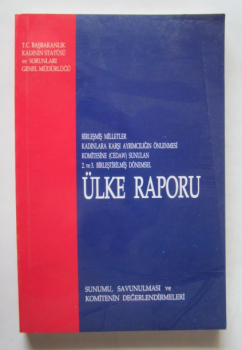 T.C. BAŞBAKANLIK
KADININ STATÜSÜ
ve SORUNLARI
GENEL MÜDÜRLÜĞÜ
BİRLEŞMİŞ MİLLETLER
KADINLARA KARŞI AYRIMCILIĞIN ÖNLENMESİ
KOMİTESİNE (CEDAW) SUNULAN
2. ve 3. BİRLEŞTİRİLMİŞ DÖNEMSEL
ÜLKE RAPORU
SUNUMU, SAVUNULMASI ve
KOMİTENİN DEĞERLENDİRMELERİ